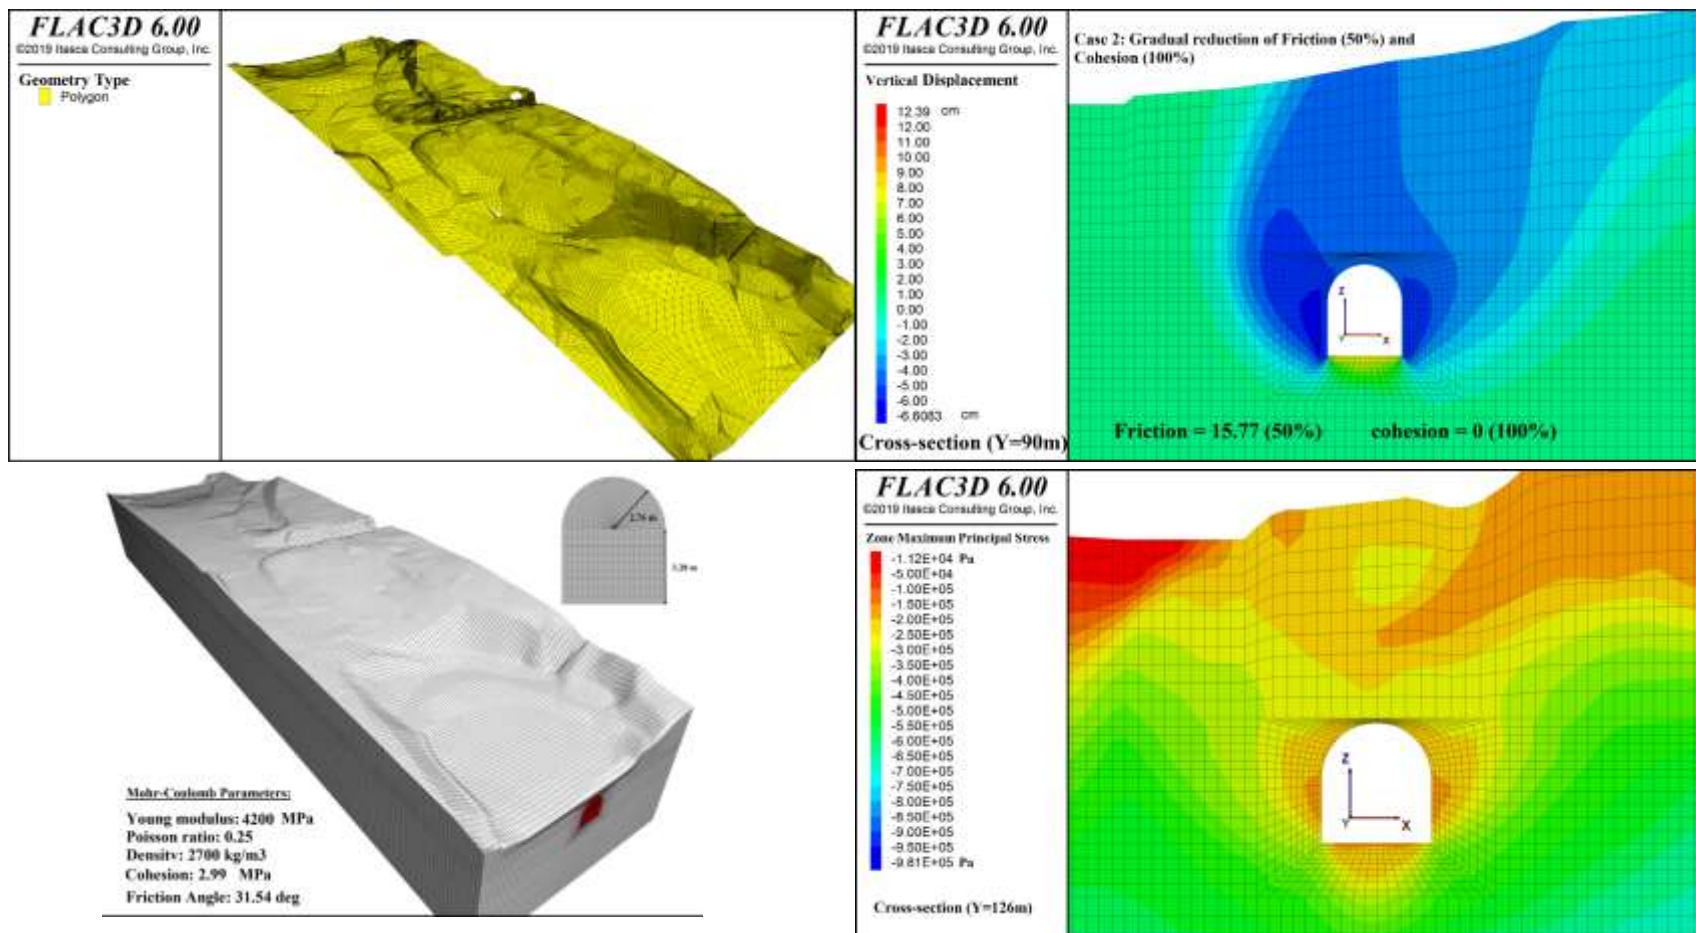 FLAC3D 6.00
©2019 Itasca Consulting Group, Inc.
Geometry Type
Polygon
FLAC3D 6.00
©2019 Itasca Consulting Group, Inc.
Vertical Displacement
12.39 cm
12.00
11.00
10.00
9.00
8.00
7.00
6.00
5.00
4.00
3.00
2.00
1.00
0.00
-1.00
-2.00
-3.00
-4.00
-5.00
-6.00
-6.6083 cm
Cross-section (Y=90m)
Case 2: Gradual reduction of Friction (50%) and
Cohesion (100%)
Z
Y X
Friction = 15.77 (50%) cohesion = 0 (100%)
2.76 m
Mohr-Coulomb Parameters:
Young modulus: 4200 MPa
Poisson ratio: 0.25
Density: 2700 kg/m3
Cohesion: 2.99 MPa
Friction Angle: 31.54 deg
FLAC3D 6.00
©2019 Itasca Consulting Group, Inc.
Zone Maximum Principal Stress
-1.12E+04 Pa
-5.00E+04
-1.00E+05
-1.50E+05
-2.00E+05
-2.50E+05
-3.00E+05
-3.50E+05
-4.00E+05
-4.50E+05
-5.00E+05
-5.50E+05
-6.00E+05
-6.50E+05
-7.00E+05
-7.50E+05
-8.00E+05
-8.50E+05
-9.00E+05
-9.50E+05
-9.81E+05 Pa
Cross-section (Y=126m)
Z
Y X